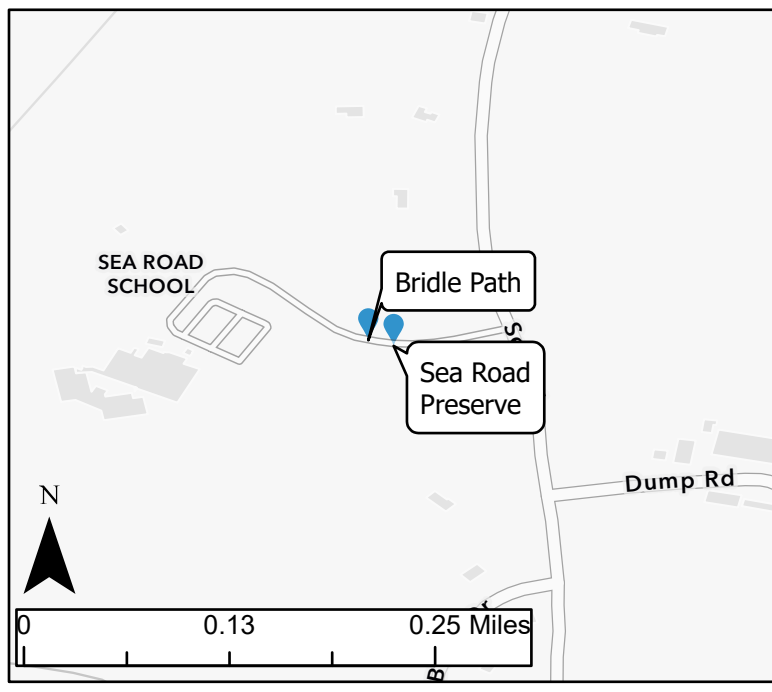 SEA ROAD
SCHOOL
Bridle Path
Sea Road
Preserve
Dump Rd
N
0 0.13 0.25 Miles